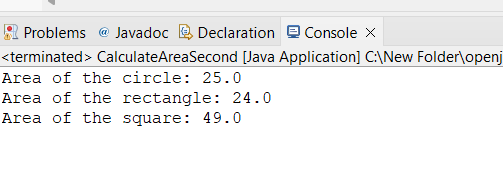 Problems @ Javadoc Declaration Console
<terminated> CalculateAreaSecond [Java Application] C:\New Folder\openj
Area of the circle: 25.0
Area of the rectangle: 24.0
Area of the square: 49.0